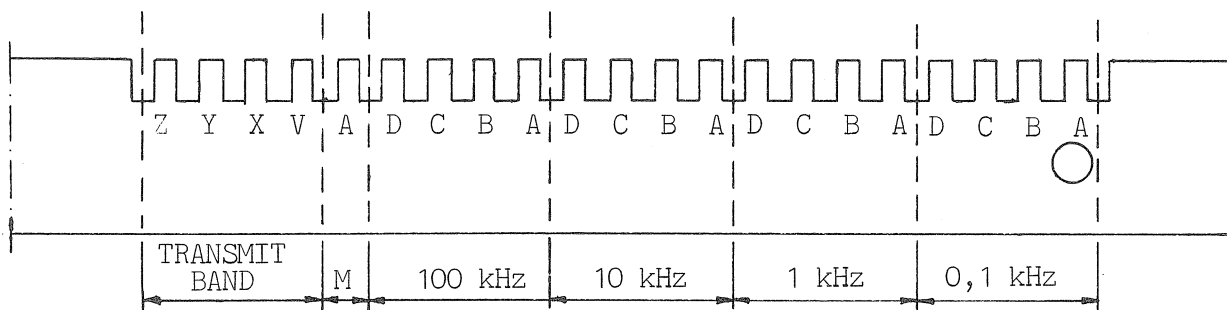 Z Y X V A D C B A D C B A D C B A D C B A
TRANSMIT
BAND M 100 kHz 10 kHz 1 kHz 0,1 kHz